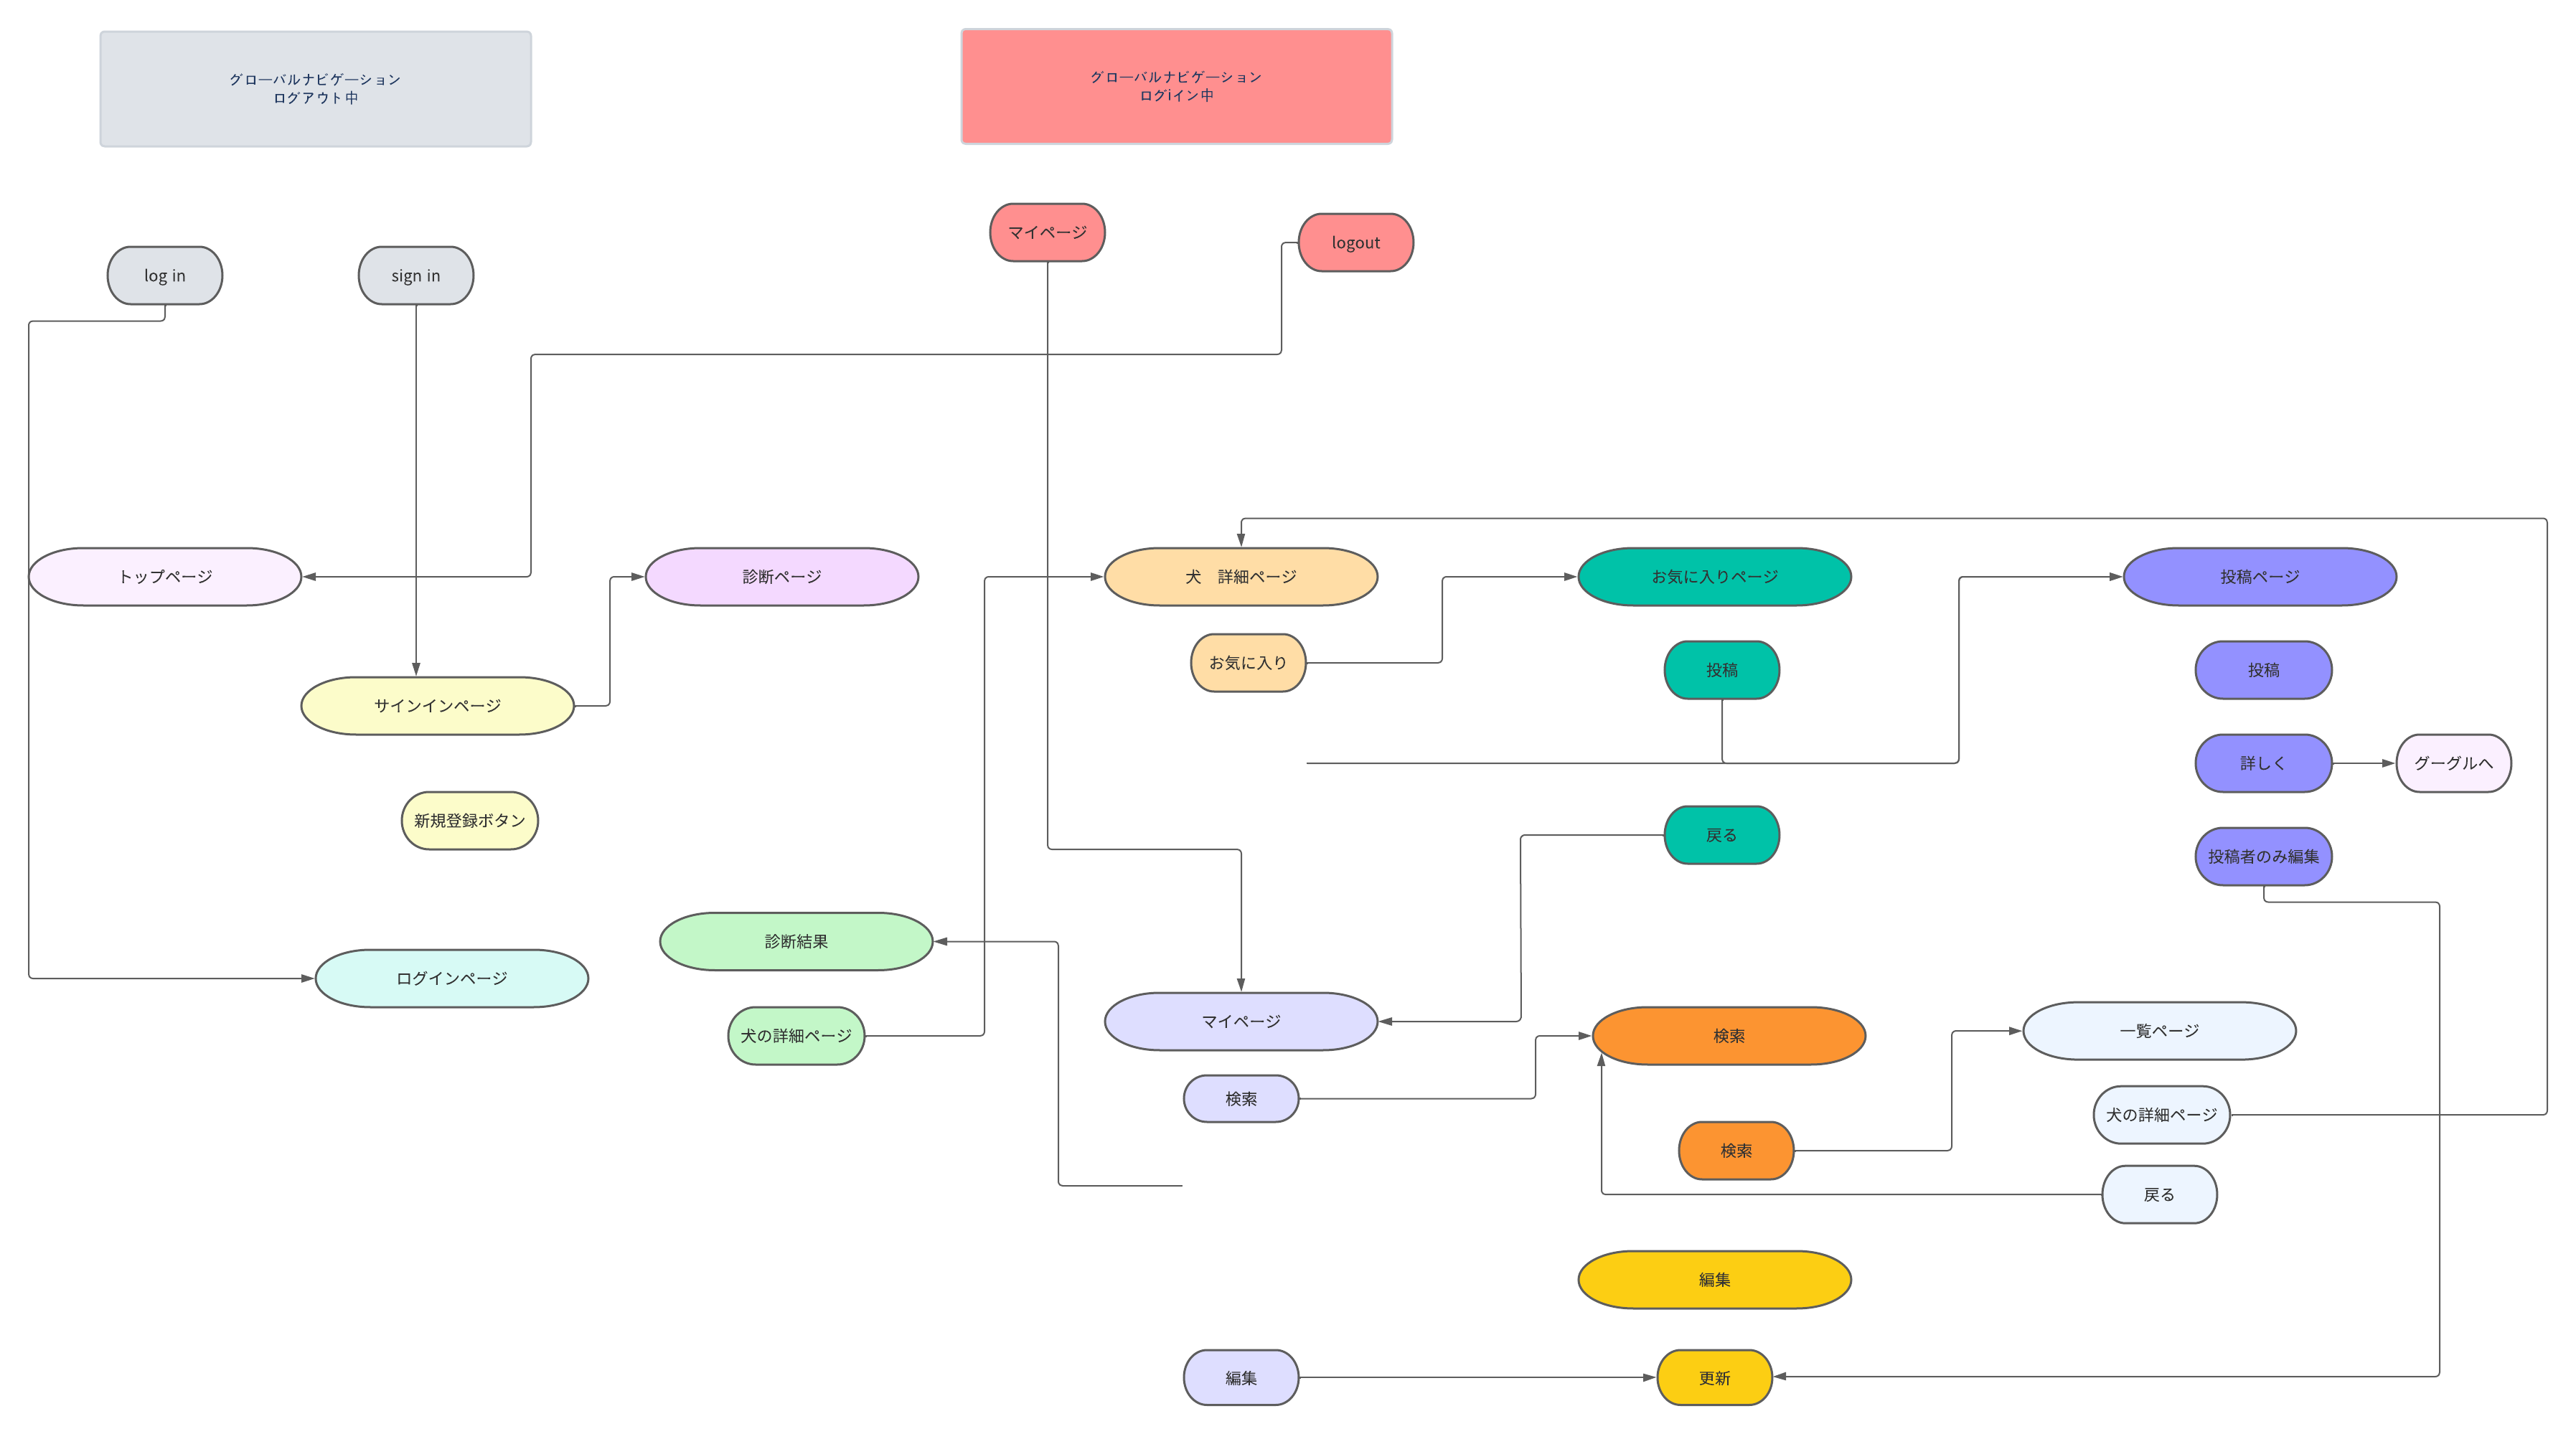 グローバルナビゲーション
ログアウト中
グローバルナビゲーション
ログiイン中
マイページ
logout
log in
sign in
トップページ
診断ページ
犬　詳細ページ
お気に入りページ
投稿ページ
お気に入り
投稿
投稿
サインインページ
詳しく
グーグルへ
新規登録ボタン
戻る
投稿者のみ編集
診断結果
ログインページ
マイページ
犬の詳細ページ
検索
一覧ページ
検索
犬の詳細ページ
検索
戻る
編集
編集
更新